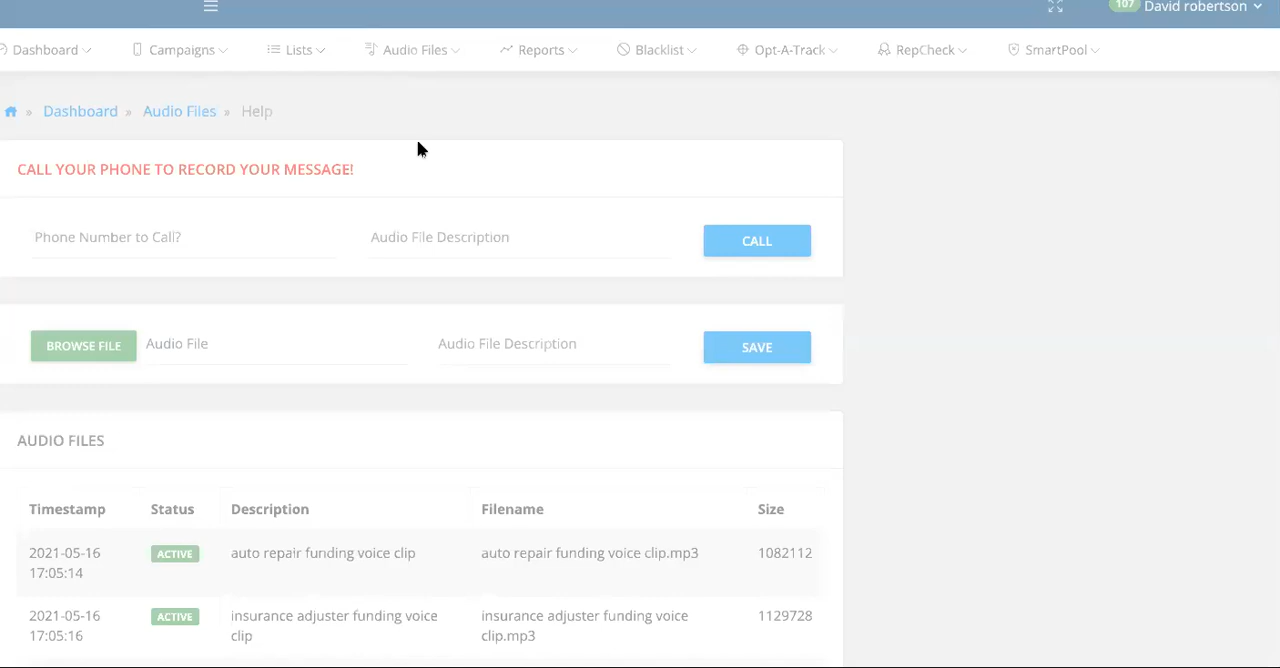 107 David robertson
Dashboard Campaigns Lists Audio Files Reports Blacklist Opt-A-Track RepCheck SmartPool
» Dashboard » Audio Files » Help
CALL YOUR PHONE TO RECORD YOUR MESSAGE!
Phone Number to Call? Audio File Description CALL
BROWSE FILE Audio File Audio File Description SAVE
AUDIO FILES
Timestamp Status Description Filename Size
2021-05-16 ACTIVE auto repair funding voice clip auto repair funding voice clip.mp3 1082112
17:05:14
2021-05-16 ACTIVE insurance adjuster funding voice insurance adjuster funding voice 1129728
17:05:16 clip clip.mp3